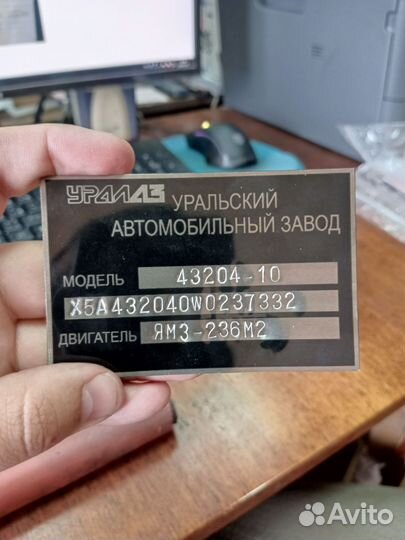 УРАЛАЗ УРАЛЬСКИЙ
АВТОМОБИЛЬНЫЙ ЗАВОД
МОДЕЛЬ 43204-10
X5A432040W0237332
ДВИГАТЕЛЬ ЯМЗ-236М2
Avito